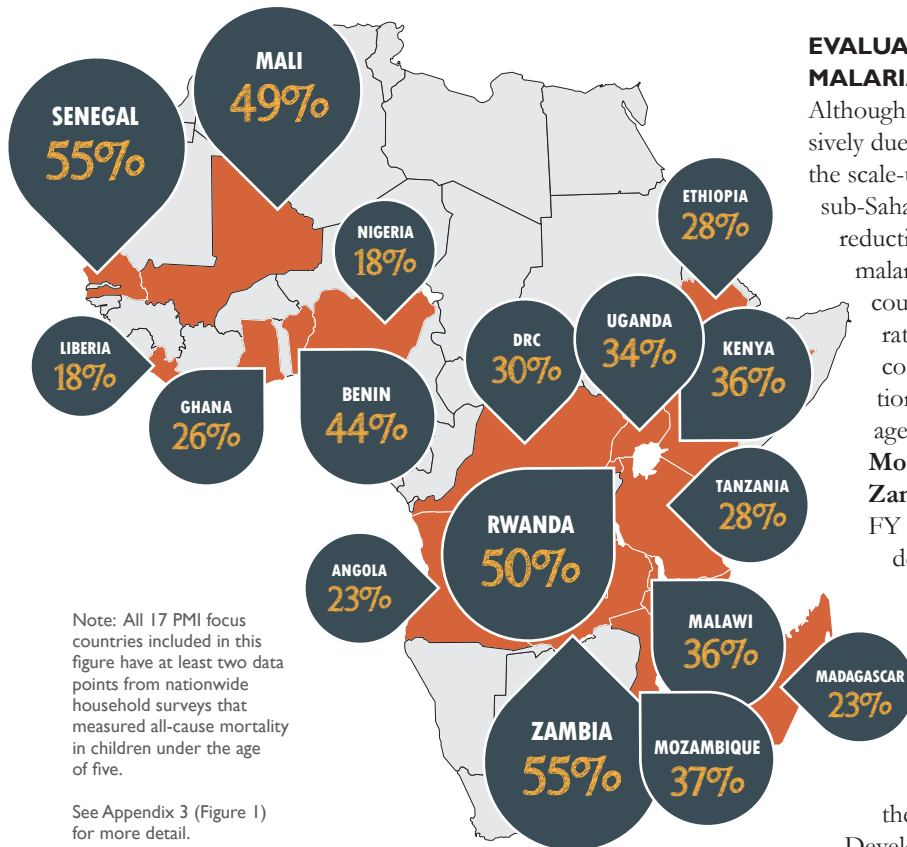 MALI
49%
SENEGAL
55%
NIGERIA
18%
ETHIOPIA
28%
LIBERIA
18%
GHANA
26%
BENIN
44%
DRC
30%
UGANDA
34%
KENYA
36%
TANZANIA
28%
RWANDA
50%
ANGOLA
23%
MALAWI
36%
MADAGASCAR
23%
ZAMBIA
55%
MOZAMBIQUE
37%
Note: All 17 PMI focus
countries included in this
figure have at least two data
points from nationwide
household surveys that
measured all-cause mortality
in children under the age
of five.
See Appendix 3 (Figure 1)
for more detail.
EVALUA
MALARI
Although
sively due
the scale-u
sub-Saha
reducti
malar
cou
rat
co
tion
age
Mo
Zan
FY
d
the
Devel